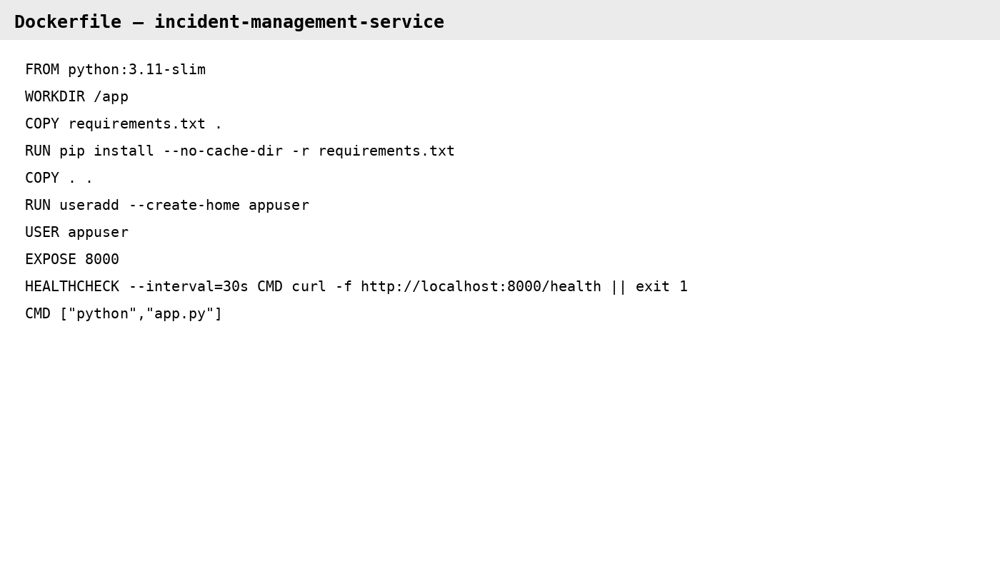 Dockerfile — incident-management-service
FROM python:3.11-slim
WORKDIR /app
COPY requirements.txt .
RUN pip install --no-cache-dir -r requirements.txt
COPY . .
RUN useradd --create-home appuser
USER appuser
EXPOSE 8000
HEALTHCHECK --interval=30s CMD curl -f http://localhost:8000/health || exit 1
CMD ["python","app.py"]